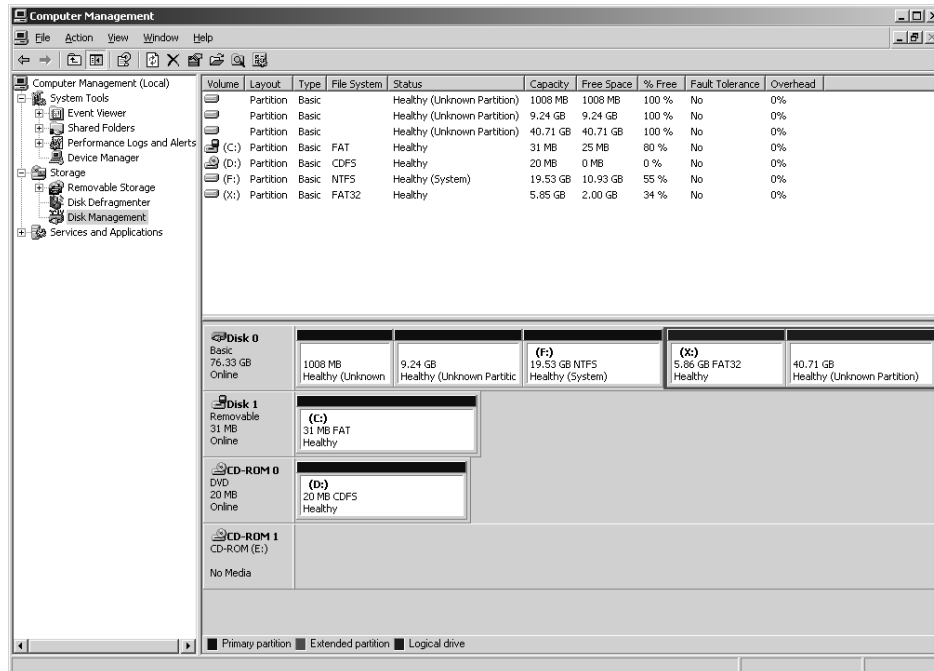 Computer Management
File Action View Window Help
Computer Management (Local)
System Tools
Event Viewer
Shared Folders
Performance Logs and Alerts
Device Manager
Storage
Removable Storage
Disk Defragmenter
Disk Management
Services and Applications
Volume Layout Type File System Status Capacity Free Space % Free Fault Tolerance Overhead
Partition Basic Healthy (Unknown Partition) 1008 MB 1008 MB 100 % No 0%
Partition Basic Healthy (Unknown Partition) 9.24 GB 9.24 GB 100 % No 0%
Partition Basic Healthy (Unknown Partition) 40.71 GB 40.71 GB 100 % No 0%
(C:) Partition Basic FAT Healthy 31 MB 25 MB 80 % No 0%
(D:) Partition Basic CDFS Healthy 20 MB 0 MB 0 % No 0%
(F:) Partition Basic NTFS Healthy (System) 19.53 GB 10.93 GB 55 % No 0%
(X:) Partition Basic FAT32 Healthy 5.85 GB 2.00 GB 34 % No 0%
Disk 0
Basic
76.33 GB
Online
1008 MB
Healthy (Unknown
9.24 GB
Healthy (Unknown Partitic
(F:)
19.53 GB NTFS
Healthy (System)
(X:)
5.86 GB FAT32
Healthy
40.71 GB
Healthy (Unknown Partition)
Disk 1
Removable
31 MB
Online
(C:)
31 MB FAT
Healthy
CD-ROM 0
DVD
20 MB
Online
(D:)
20 MB CDFS
Healthy
CD-ROM 1
CD-ROM (E:)
No Media
Primary partition Extended partition Logical drive